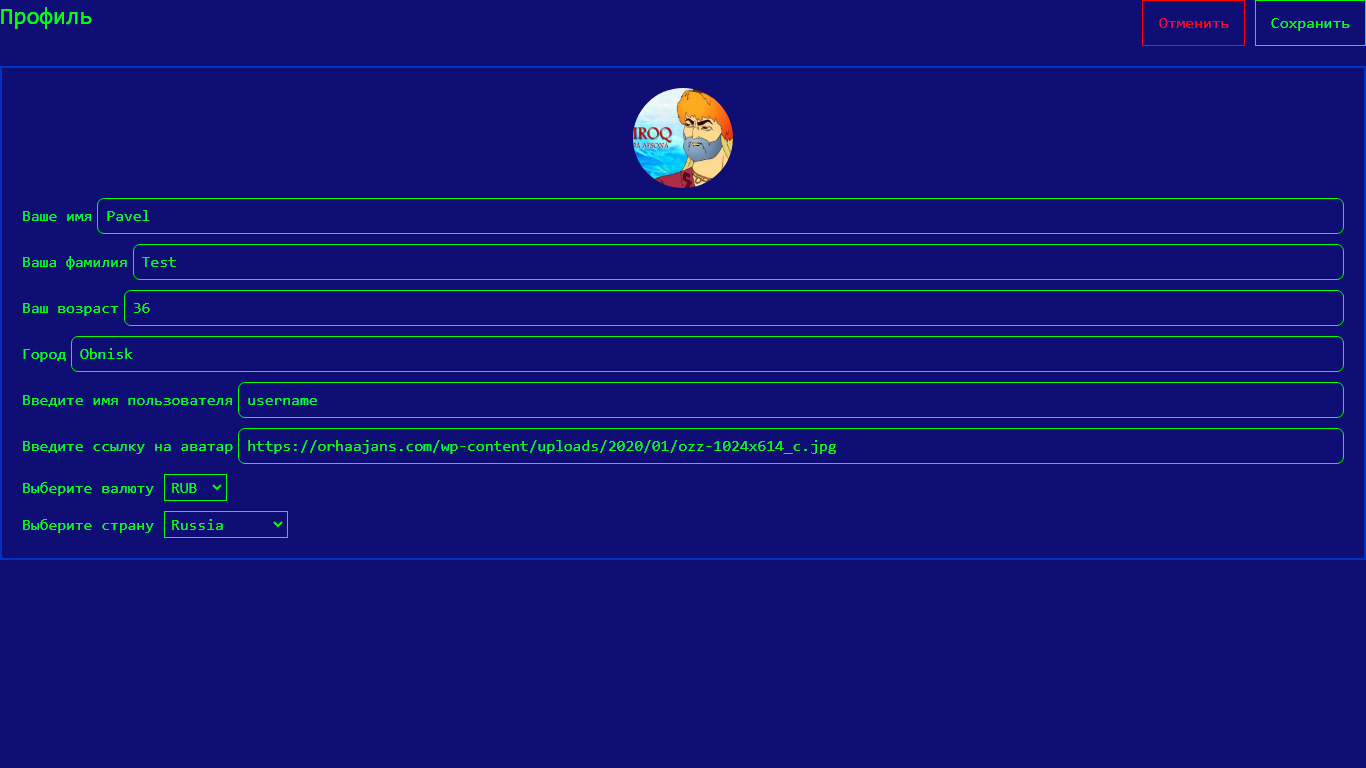 Профиль
Отменить
Сохранить
IROQ
Ваше имя Pavel
Ваша фамилия Test
Ваш возраст 36
Город Obnisk
Введите имя пользователя username
Введите ссылку на аватар https://orhaajans.com/wp-content/uploads/2020/01/ozz-1024x614_c.jpg
Выберите валюту RUB
Выберите страну Russia